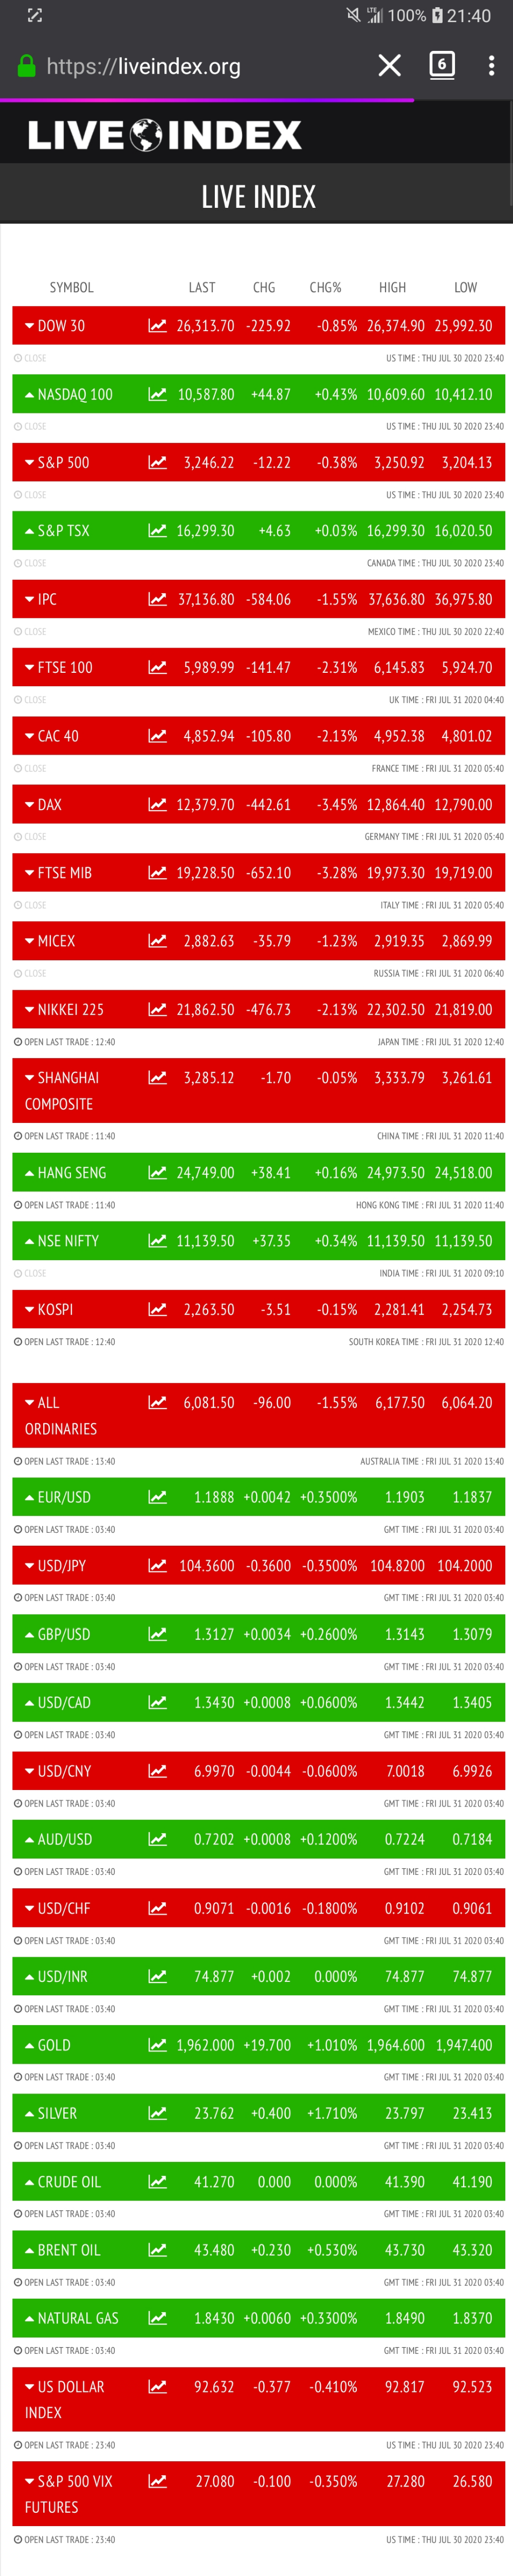 100% 21:40
https://liveindex.org 6
LIVE INDEX
LIVE INDEX
SYMBOL LAST CHG CHG% HIGH LOW
DOW 30 26,313.70 -225.92 -0.85% 26,374.90 25,992.30
CLOSE US TIME : THU JUL 30 2020 23:40
NASDAQ 100 10,587.80 +44.87 +0.43% 10,609.60 10,412.10
CLOSE US TIME : THU JUL 30 2020 23:40
S&P 500 3,246.22 -12.22 -0.38% 3,250.92 3,204.13
CLOSE US TIME : THU JUL 30 2020 23:40
S&P TSX 16,299.30 +4.63 +0.03% 16,299.30 16,020.50
CLOSE CANADA TIME : THU JUL 30 2020 23:40
IPC 37,136.80 -584.06 -1.55% 37,636.80 36,975.80
CLOSE MEXICO TIME : THU JUL 30 2020 22:40
FTSE 100 5,989.99 -141.47 -2.31% 6,145.83 5,924.70
CLOSE UK TIME : FRI JUL 31 2020 04:40
CAC 40 4,852.94 -105.80 -2.13% 4,952.38 4,801.02
CLOSE FRANCE TIME : FRI JUL 31 2020 05:40
DAX 12,379.70 -442.61 -3.45% 12,864.40 12,790.00
CLOSE GERMANY TIME : FRI JUL 31 2020 05:40
FTSE MIB 19,228.50 -652.10 -3.28% 19,973.30 19,719.00
CLOSE ITALY TIME : FRI JUL 31 2020 05:40
MICEX 2,882.63 -35.79 -1.23% 2,919.35 2,869.99
CLOSE RUSSIA TIME : FRI JUL 31 2020 06:40
NIKKEI 225 21,862.50 -476.73 -2.13% 22,302.50 21,819.00
OPEN LAST TRADE : 12:40 JAPAN TIME : FRI JUL 31 2020 12:40
SHANGHAI 3,285.12 -1.70 -0.05% 3,333.79 3,261.61
COMPOSITE
OPEN LAST TRADE : 11:40 CHINA TIME : FRI JUL 31 2020 11:40
HANG SENG 24,749.00 +38.41 +0.16% 24,973.50 24,518.00
OPEN LAST TRADE : 11:40 HONG KONG TIME : FRI JUL 31 2020 11:40
NSE NIFTY 11,139.50 +37.35 +0.34% 11,139.50 11,139.50
CLOSE INDIA TIME : FRI JUL 31 2020 09:10
KOSPI 2,263.50 -3.51 -0.15% 2,281.41 2,254.73
OPEN LAST TRADE : 12:40 SOUTH KOREA TIME : FRI JUL 31 2020 12:40
ALL 6,081.50 -96.00 -1.55% 6,177.50 6,064.20
ORDINARIES
OPEN LAST TRADE : 13:40 AUSTRALIA TIME : FRI JUL 31 2020 13:40
EUR/USD 1.1888 +0.0042 +0.3500% 1.1903 1.1837
OPEN LAST TRADE : 03:40 GMT TIME : FRI JUL 31 2020 03:40
USD/JPY 104.3600 -0.3600 -0.3500% 104.8200 104.2000
OPEN LAST TRADE : 03:40 GMT TIME : FRI JUL 31 2020 03:40
GBP/USD 1.3127 +0.0034 +0.2600% 1.3143 1.3079
OPEN LAST TRADE : 03:40 GMT TIME : FRI JUL 31 2020 03:40
USD/CAD 1.3430 +0.0008 +0.0600% 1.3442 1.3405
OPEN LAST TRADE : 03:40 GMT TIME : FRI JUL 31 2020 03:40
USD/CNY 6.9970 -0.0044 -0.0600% 7.0018 6.9926
OPEN LAST TRADE : 03:40 GMT TIME : FRI JUL 31 2020 03:40
AUD/USD 0.7202 +0.0008 +0.1200% 0.7224 0.7184
OPEN LAST TRADE : 03:40 GMT TIME : FRI JUL 31 2020 03:40
USD/CHF 0.9071 -0.0016 -0.1800% 0.9102 0.9061
OPEN LAST TRADE : 03:40 GMT TIME : FRI JUL 31 2020 03:40
USD/INR 74.877 +0.002 0.000% 74.877 74.877
OPEN LAST TRADE : 03:40 GMT TIME : FRI JUL 31 2020 03:40
GOLD 1,962.000 +19.700 +1.010% 1,964.600 1,947.400
OPEN LAST TRADE : 03:40 GMT TIME : FRI JUL 31 2020 03:40
SILVER 23.762 +0.400 +1.710% 23.797 23.413
OPEN LAST TRADE : 03:40 GMT TIME : FRI JUL 31 2020 03:40
CRUDE OIL 41.270 0.000 0.000% 41.390 41.190
OPEN LAST TRADE : 03:40 GMT TIME : FRI JUL 31 2020 03:40
BRENT OIL 43.480 +0.230 +0.530% 43.730 43.320
OPEN LAST TRADE : 03:40 GMT TIME : FRI JUL 31 2020 03:40
NATURAL GAS 1.8430 +0.0060 +0.3300% 1.8490 1.8370
OPEN LAST TRADE : 03:40 GMT TIME : FRI JUL 31 2020 03:40
US DOLLAR 92.632 -0.377 -0.410% 92.817 92.523
INDEX
OPEN LAST TRADE : 23:40 US TIME : THU JUL 30 2020 23:40
S&P 500 VIX 27.080 -0.100 -0.350% 27.280 26.580
FUTURES
OPEN LAST TRADE : 23:40 US TIME : THU JUL 30 2020 23:40